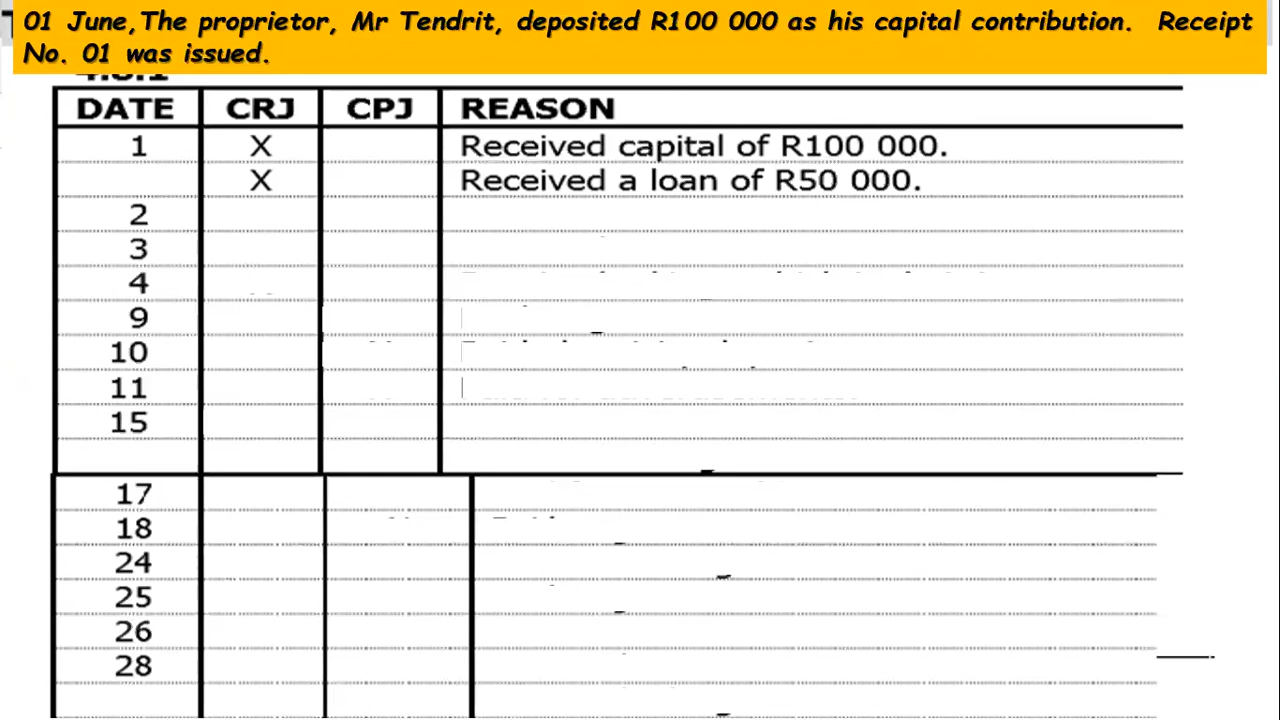 01 June,The proprietor, Mr Tendrit, deposited R100 000 as his capital contribution. Receipt
No. 01 was issued.
DATE CRJ CPJ REASON
1 X Received capital of R100 000.
X Received a loan of R50 000.
2
3
4
9
10
11
15
17
18
24
25
26
28